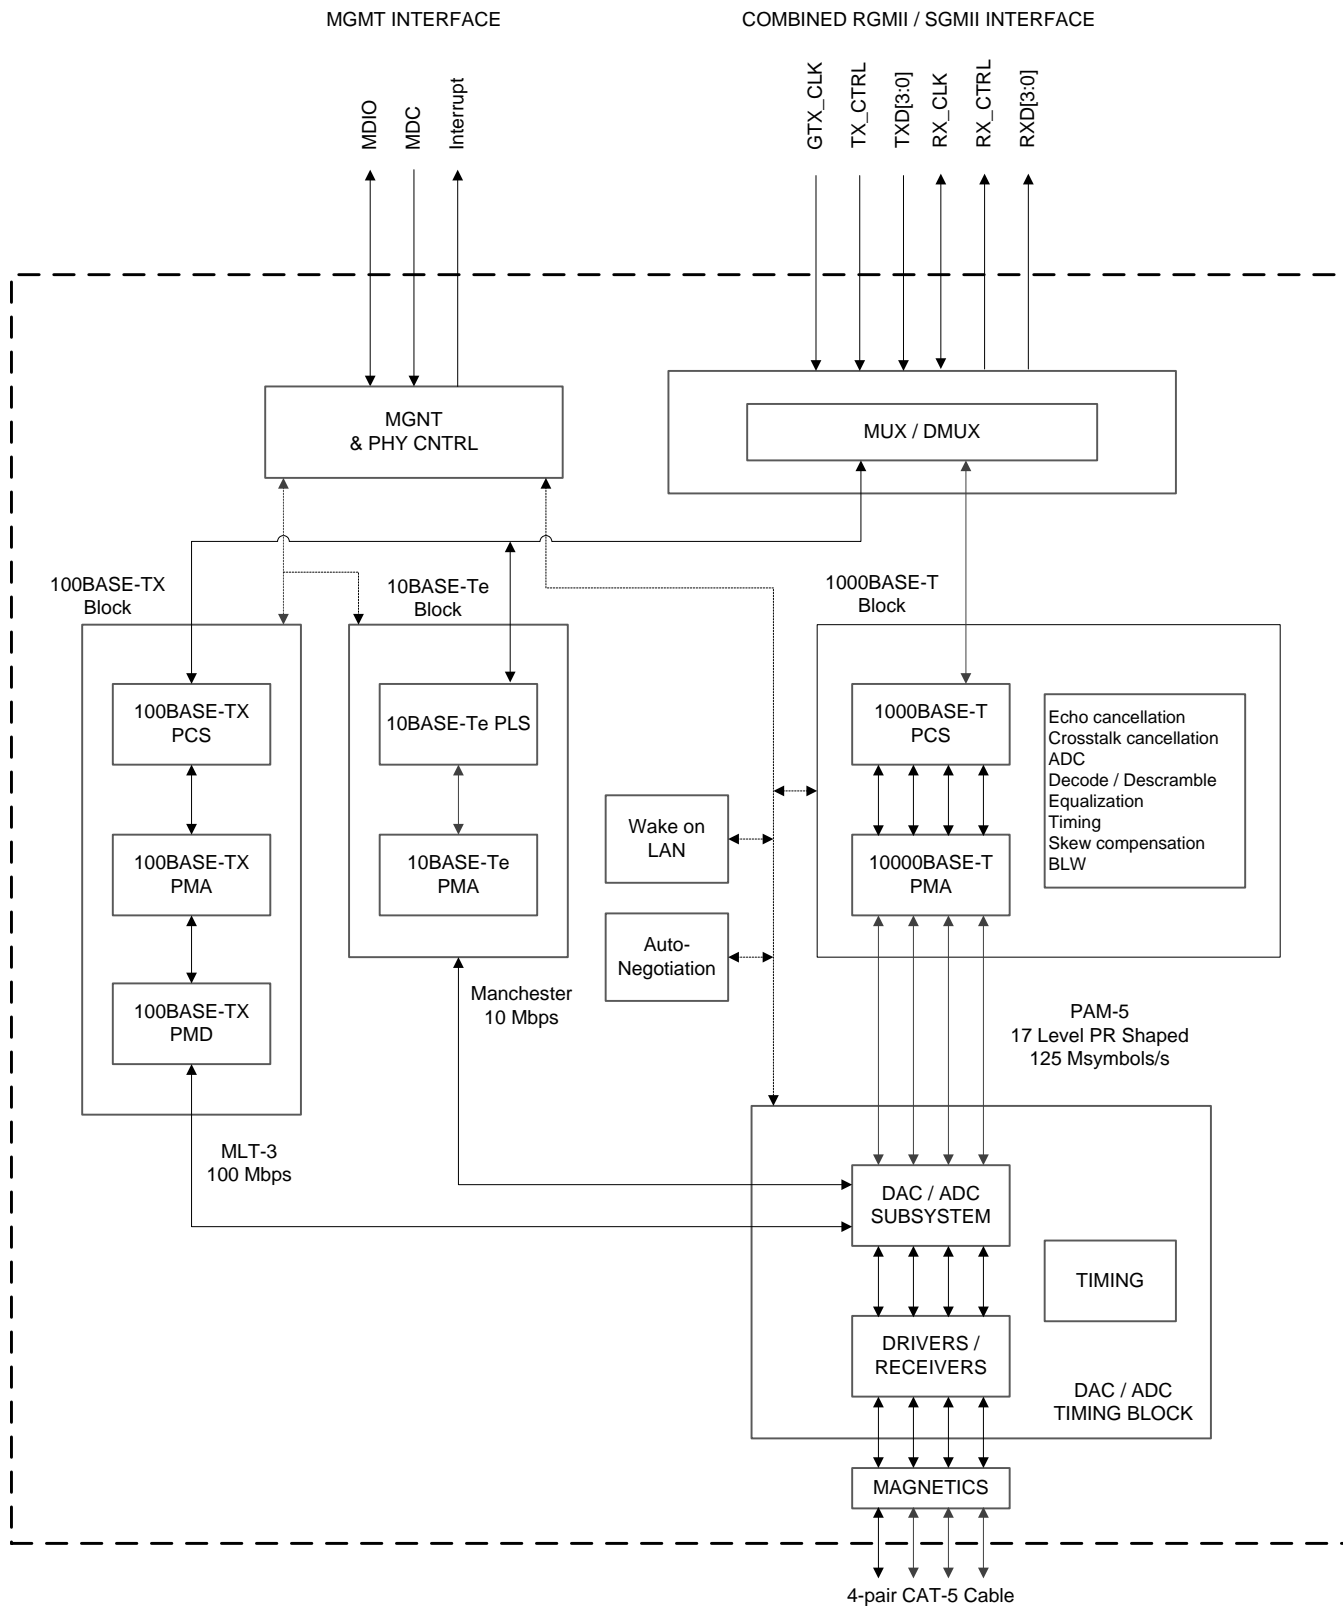 MGMT INTERFACE
COMBINED RGMII / SGMII INTERFACE
MDIO
MDC
Interrupt
GTX_CLK
TX_CTRL
TXD[3:0]
RX_CLK
RX_CTRL
RXD[3:0]
MGNT
& PHY CNTRL
MUX / DMUX
100BASE-TX
Block
10BASE-Te
Block
1000BASE-T
Block
100BASE-TX
PCS
10BASE-Te PLS
1000BASE-T
PCS
Echo cancellation
Crosstalk cancellation
ADC
Decode / Descramble
Equalization
Timing
Skew compensation
BLW
Wake on
LAN
100BASE-TX
PMA
10BASE-Te
PMA
10000BASE-T
PMA
Auto-
Negotiation
100BASE-TX
PMD
Manchester
10 Mbps
PAM-5
17 Level PR Shaped
125 Msymbols/s
MLT-3
100 Mbps
DAC / ADC
SUBSYSTEM
TIMING
DRIVERS /
RECEIVERS
DAC / ADC
TIMING BLOCK
MAGNETICS
4-pair CAT-5 Cable